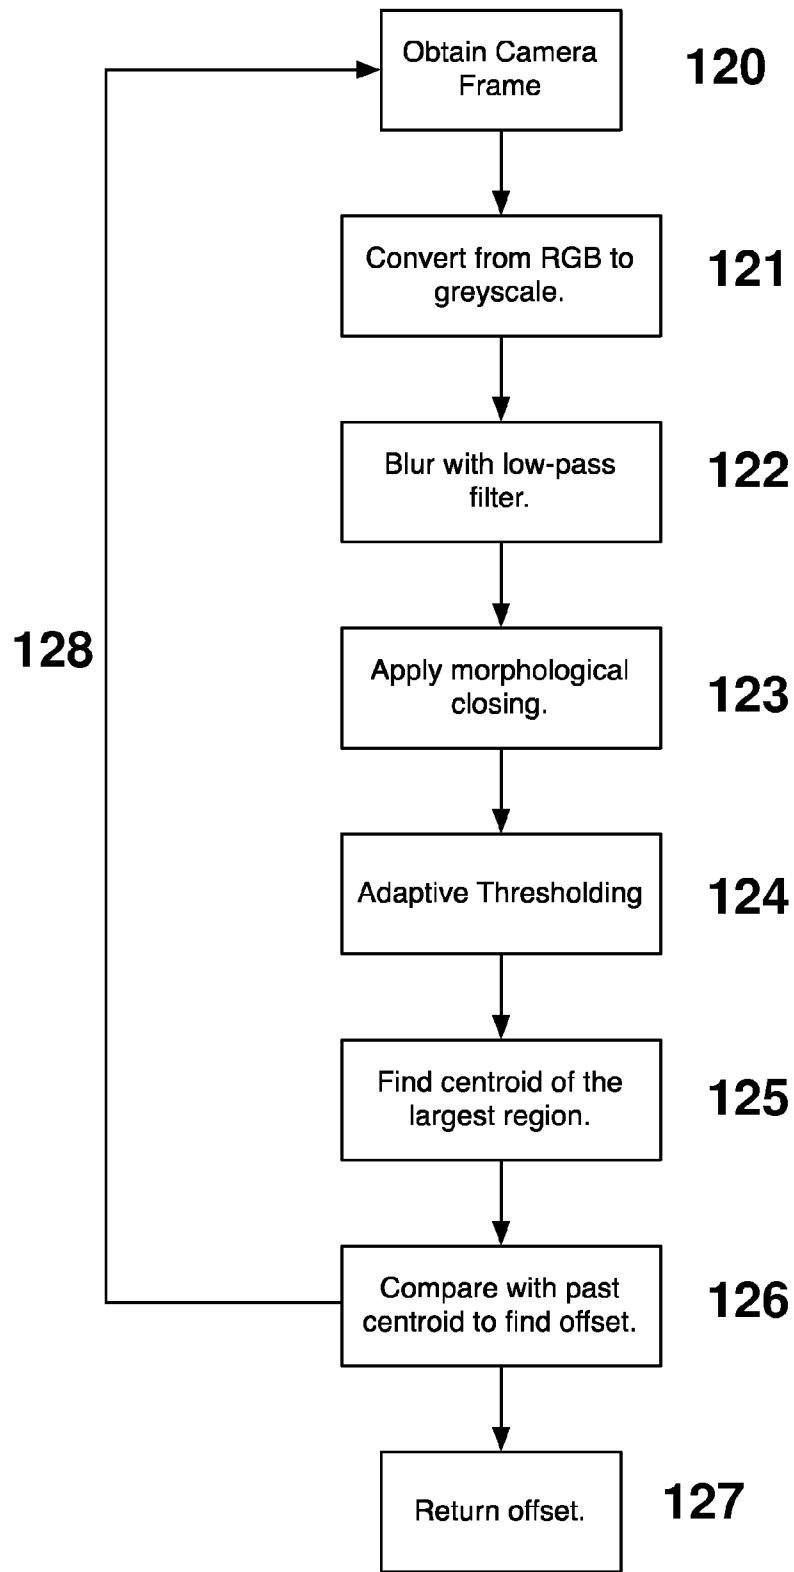 Obtain Camera
Frame
120
Convert from RGB to
greyscale.
121
Blur with low-pass
filter.
122
128
Apply morphological
closing.
123
Adaptive Thresholding
124
Find centroid of the
largest region.
125
Compare with past
centroid to find offset.
126
Return offset.
127